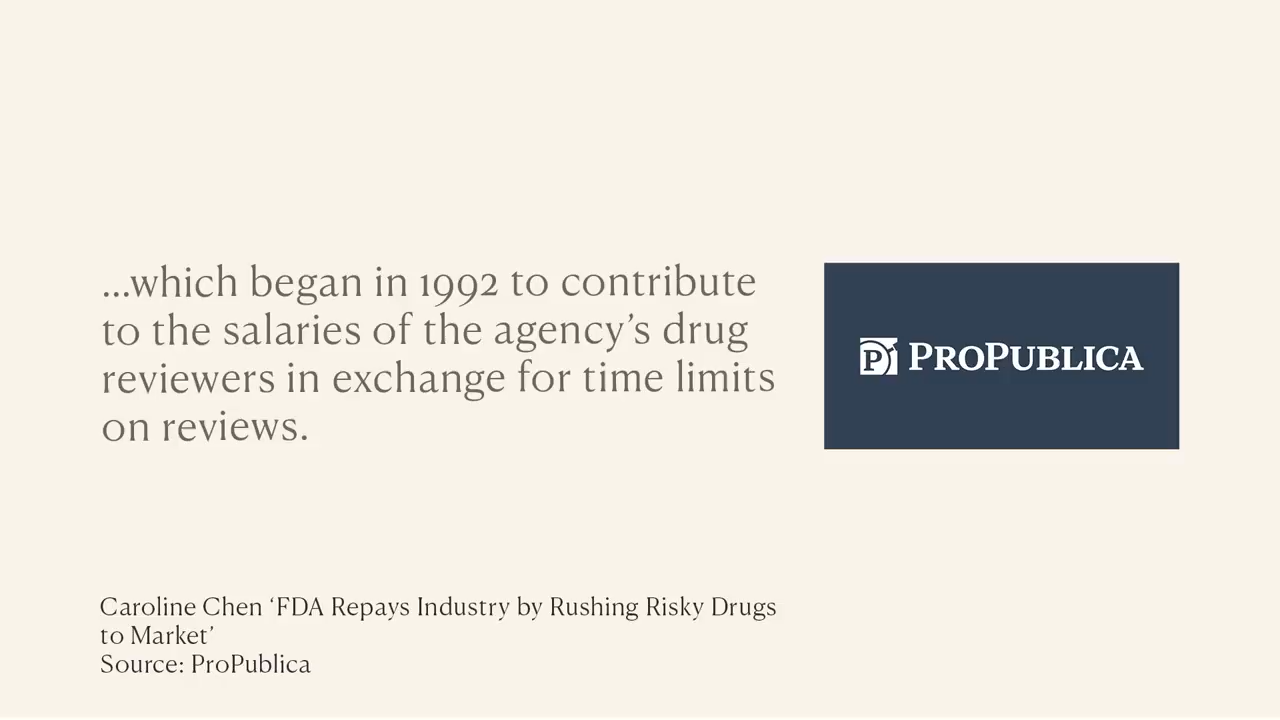 ...which began in 1992 to contribute
to the salaries of the agency’s drug
reviewers in exchange for time limits
on reviews.
PROPUBLICA
Caroline Chen ‘FDA Repays Industry by Rushing Risky Drugs
to Market’
Source: ProPublica